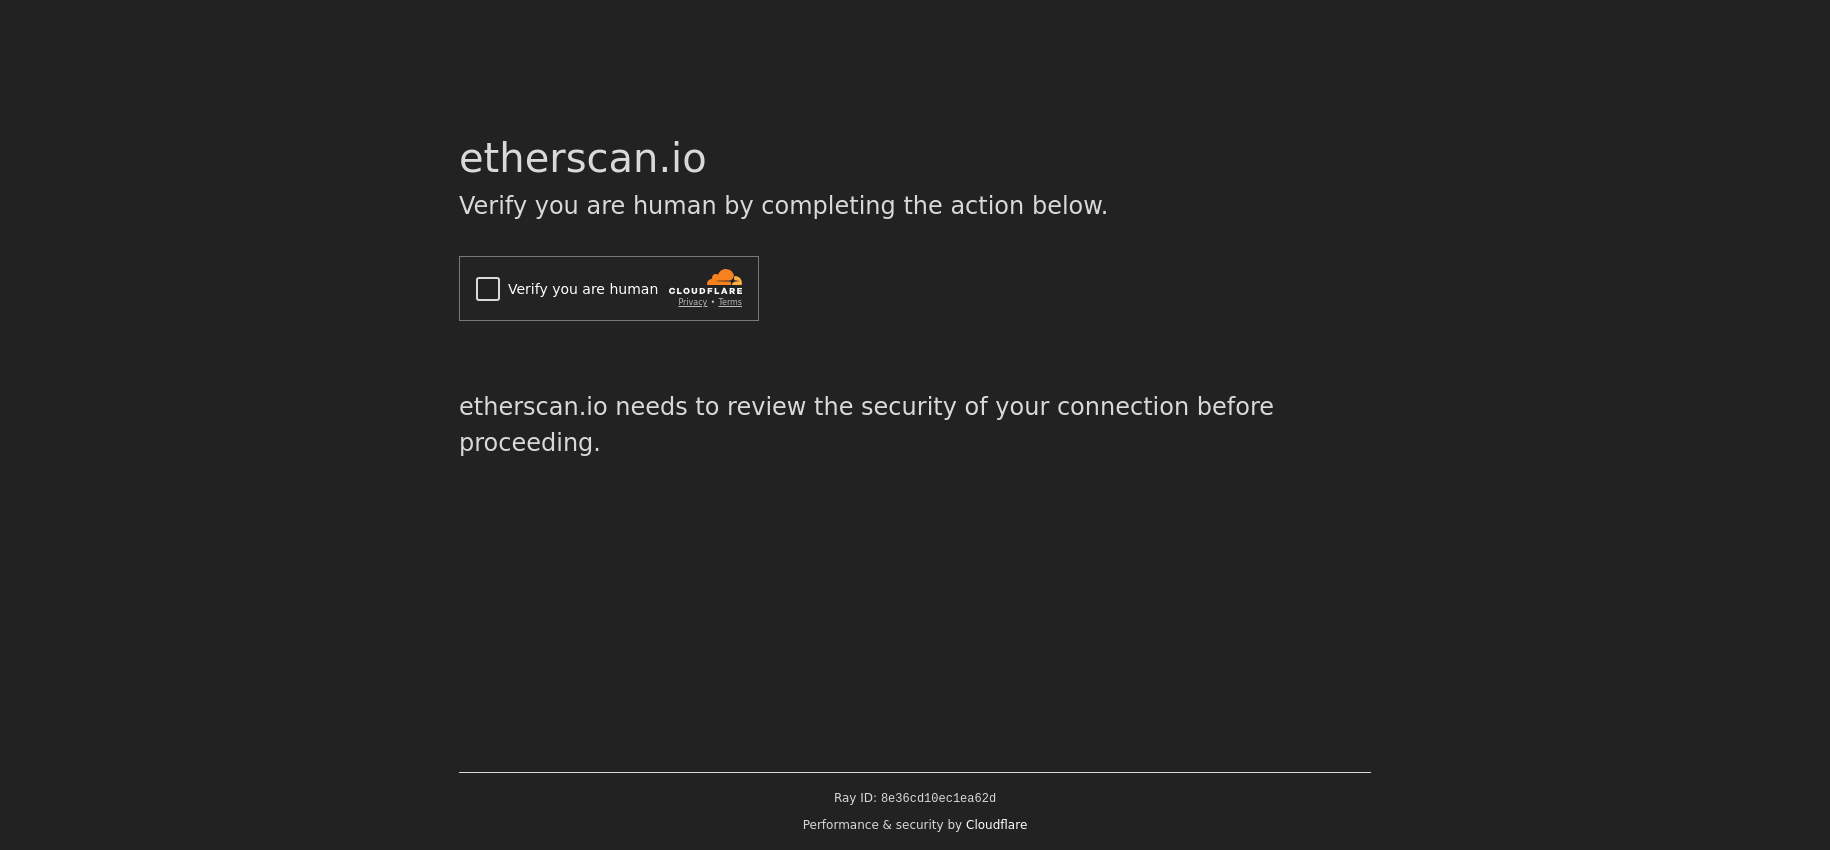 etherscan.io
Verify you are human by completing the action below.
Verify you are human
CLOUDFLARE
Privacy • Terms
etherscan.io needs to review the security of your connection before
proceeding.
Ray ID: 8e36cd10ec1ea62d
Performance & security by Cloudflare